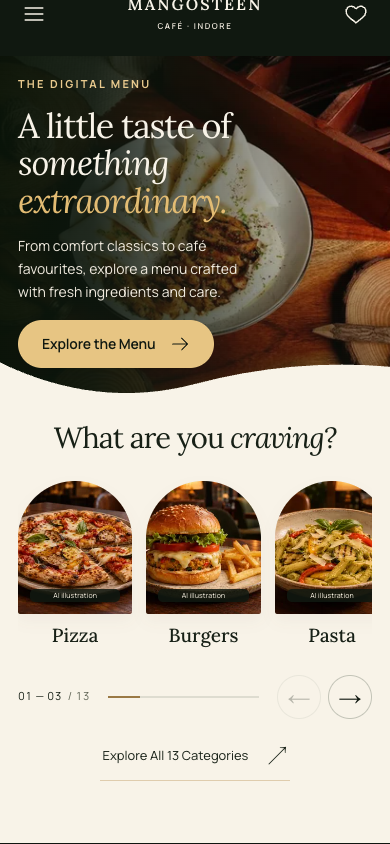 MANGOSTEEN
CAFÉ · INDORE
THE DIGITAL MENU
A little taste of
something
extraordinary.
From comfort classics to café
favourites, explore a menu crafted
with fresh ingredients and care.
Explore the Menu →
What are you craving?
AI illustration
AI illustration
AI illustration
Pizza
Burgers
Pasta
01 — 03 / 13
← →
Explore All 13 Categories ↗